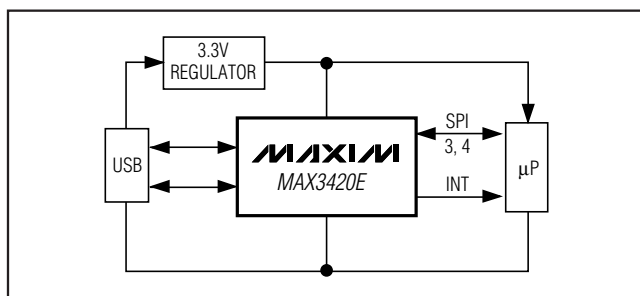 3.3V
REGULATOR
USB
MAXIM
MAX3420E
SPI
3, 4
INT
µP